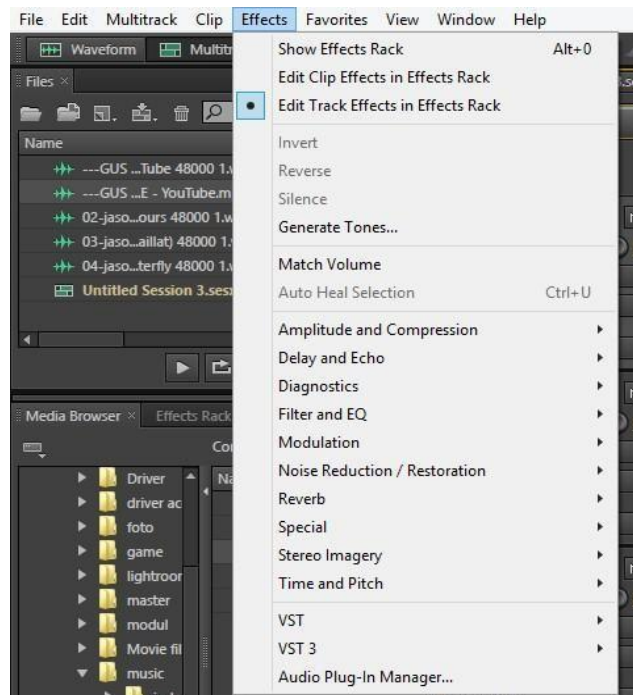 File Edit Multitrack Clip Effects Favorites View Window Help
Waveform Multitr
Files ×
Name
---GUS ...Tube 48000 1.
---GUS ...E - YouTube.m
02-jaso...ours 48000 1.w
03-jaso...aillat) 48000 1.
04-jaso...terfly 48000 1.
Untitled Session 3.ses
Media Browser × Effects Rack
Driver
driver ac
foto
game
lightroor
master
modul
Movie fil
music
Show Effects Rack Alt+0
Edit Clip Effects in Effects Rack
Edit Track Effects in Effects Rack
Invert
Reverse
Silence
Generate Tones...
Match Volume
Auto Heal Selection Ctrl+U
Amplitude and Compression
Delay and Echo
Diagnostics
Filter and EQ
Modulation
Noise Reduction / Restoration
Reverb
Special
Stereo Imagery
Time and Pitch
VST
VST 3
Audio Plug-In Manager...